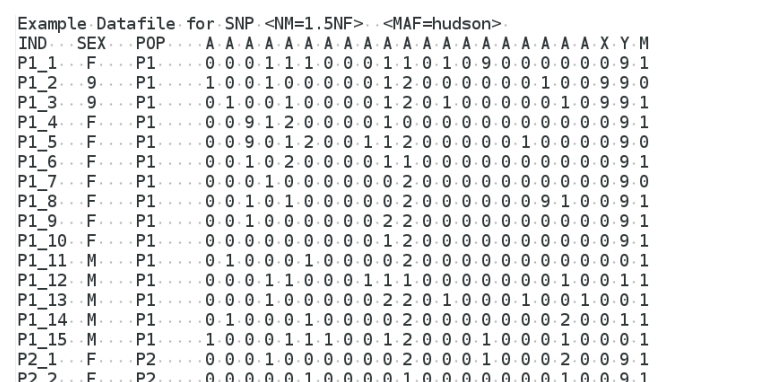 Example Datafile for SNP <NM=1.5NF> <MAF=hudson>
IND SEX POP A A A A A A A A A A A A A A A A A A A A X Y M
P1_1 F P1 0 0 0 1 1 1 0 0 0 1 1 0 1 0 9 0 0 0 0 0 0 9 1
P1_2 9 P1 1 0 0 1 0 0 0 0 0 1 2 0 0 0 0 0 0 1 0 0 9 9 0
P1_3 9 P1 0 1 0 0 1 0 0 0 0 1 2 0 1 0 0 0 0 0 1 0 9 9 1
P1_4 F P1 0 0 9 1 2 0 0 0 0 1 0 0 0 0 0 0 0 0 0 0 0 9 1
P1_5 F P1 0 0 9 0 1 2 0 0 1 1 2 0 0 0 0 0 1 0 0 0 0 9 0
P1_6 F P1 0 0 1 0 2 0 0 0 0 1 1 0 0 0 0 0 0 0 0 0 0 9 1
P1_7 F P1 0 0 0 1 0 0 0 0 0 0 2 0 0 0 0 0 0 0 0 0 0 9 0
P1_8 F P1 0 0 1 0 1 0 0 0 0 0 2 0 0 0 0 0 0 9 1 0 0 9 1
P1_9 F P1 0 0 1 0 0 0 0 0 0 2 2 0 0 0 0 0 0 0 0 0 0 9 1
P1_10 F P1 0 0 0 0 0 0 0 0 0 1 2 0 0 0 0 0 0 0 0 0 0 9 1
P1_11 M P1 0 1 0 0 0 1 0 0 0 0 2 0 0 0 0 0 0 0 0 0 0 0 1
P1_12 M P1 0 0 0 1 1 0 0 0 1 1 1 0 0 0 0 0 0 0 1 0 0 1 1
P1_13 M P1 0 0 0 1 0 0 0 0 0 2 2 0 1 0 0 0 1 0 0 1 0 0 1
P1_14 M P1 0 1 0 0 0 1 0 0 0 0 2 0 0 0 0 0 0 0 2 0 0 1 1
P1_15 M P1 1 0 0 0 1 1 1 0 0 1 2 0 0 0 1 0 0 0 1 0 0 0 1
P2_1 F P2 0 0 0 1 0 0 0 0 0 0 2 0 0 0 1 0 0 0 2 0 0 9 1
P2_2 F P2 0 0 0 0 0 1 0 0 0 0 1 0 0 0 0 0 0 0 0 0 0 9 1